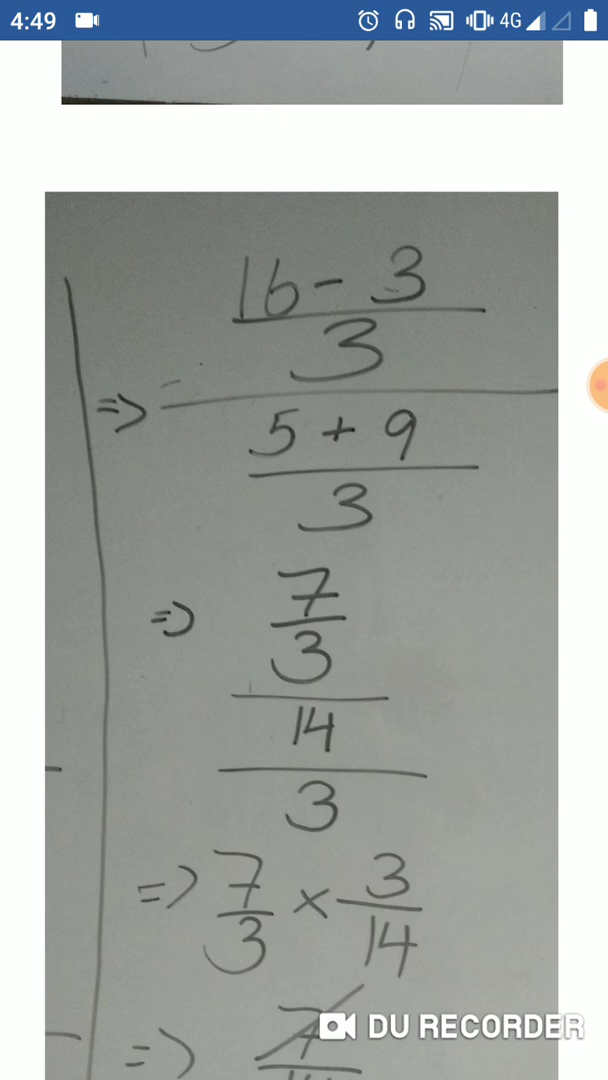 4:49 4G
16 - 3
3
=>
5 + 9
3
=> 7
3
14
3
=> 7/3 × 3/14
=> 7
DU RECORDER